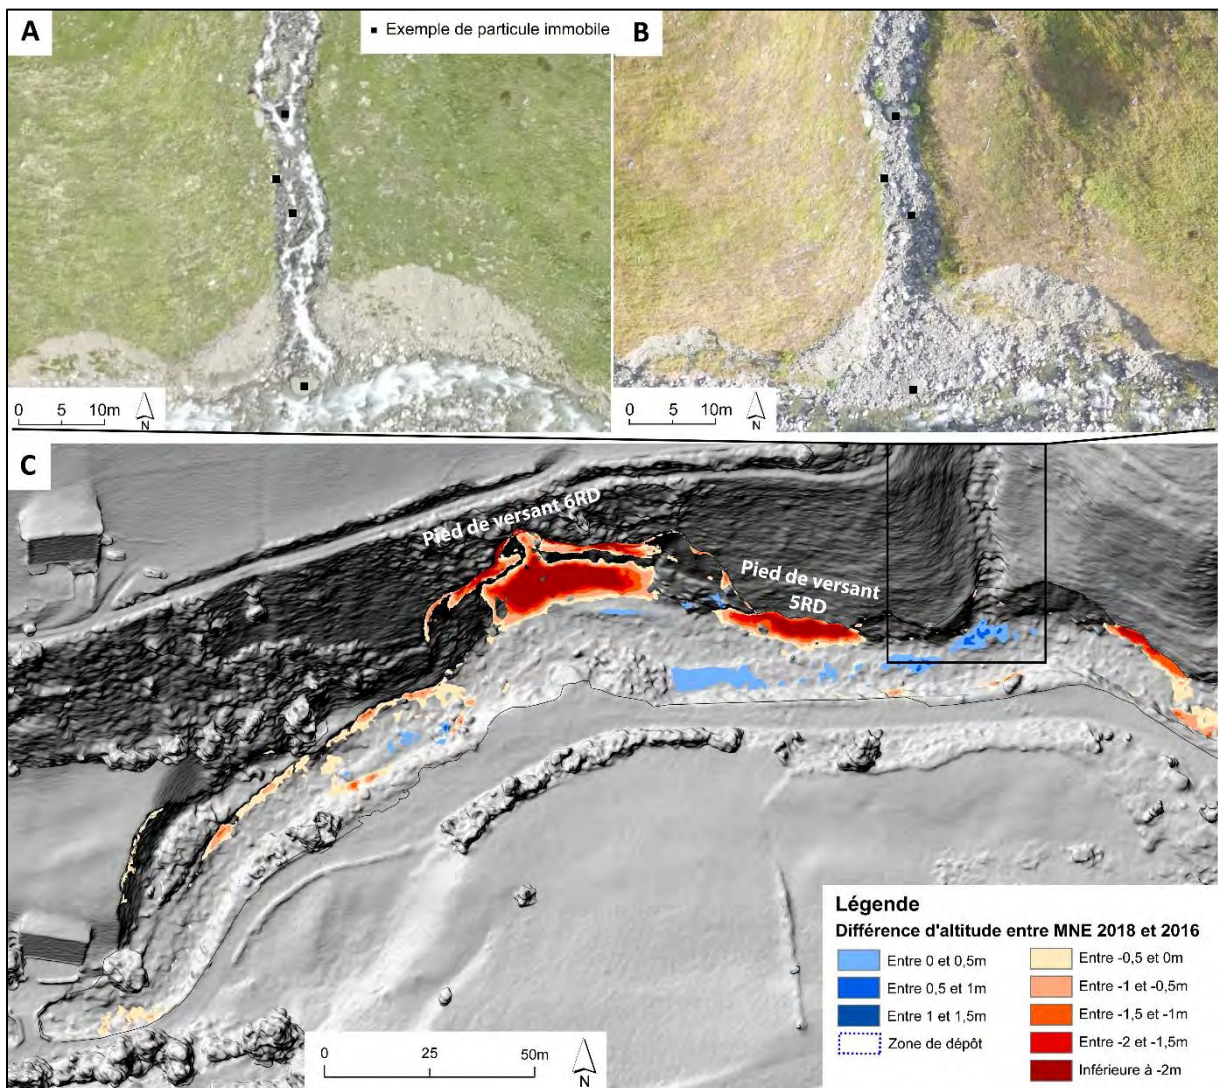 A
■ Exemple de particule immobile
B
0 5 10m
N
0 5 10m
N
C
Pied de versant 6RD
Pied de versant
5RD
Légende
Différence d'altitude entre MNE 2018 et 2016
Entre 0 et 0,5m
Entre 0,5 et 1m
Entre 1 et 1,5m
Zone de dépôt
Entre -0,5 et 0m
Entre -1 et -0,5m
Entre -1,5 et -1m
Entre -2 et -1,5m
Inférieure à -2m
0 25 50m
N